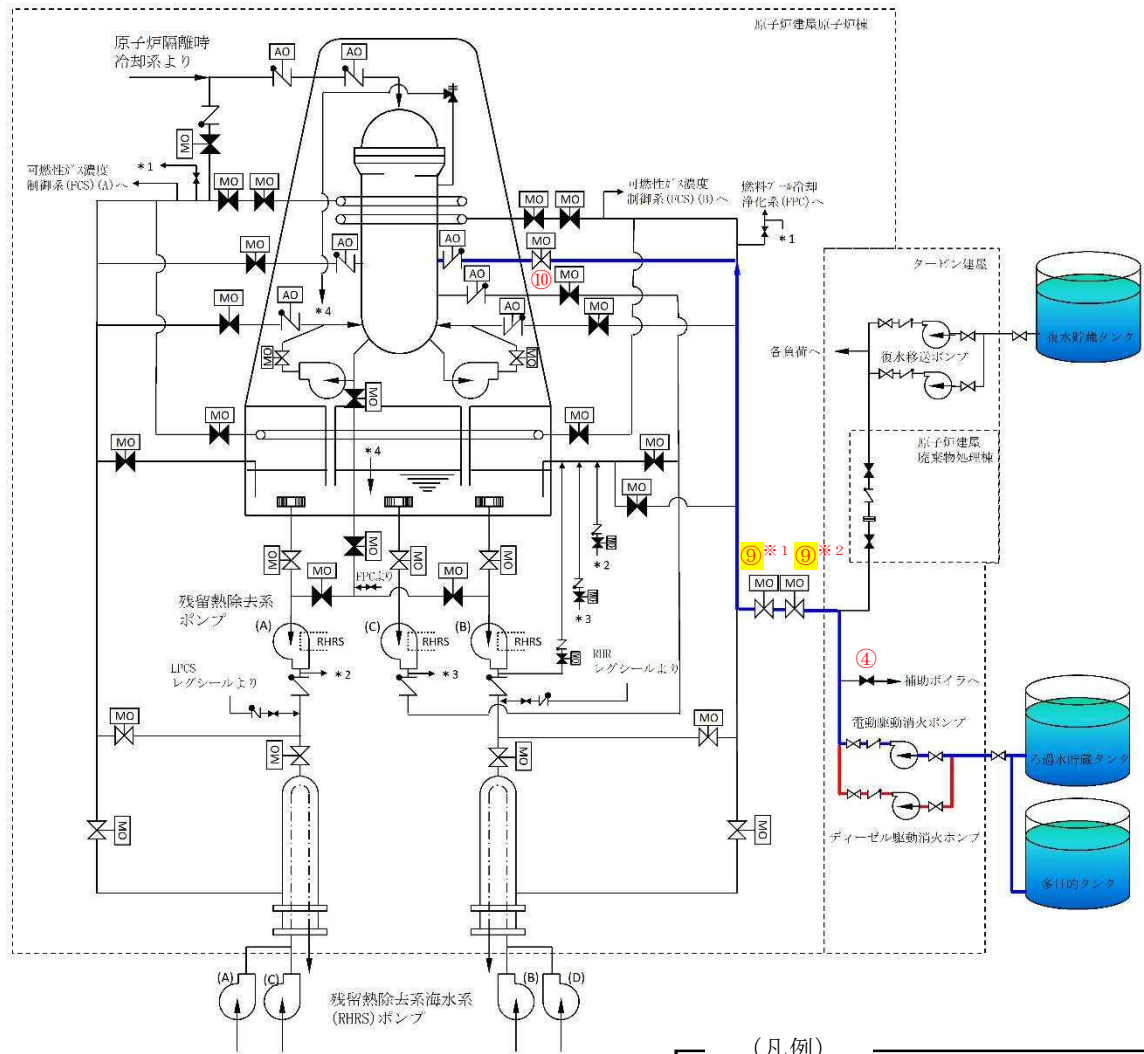 原子炉建屋原子炉棟
原子炉隔離時
冷却系より
AO
AO
AO
MO
可燃性ｶﾞｽ濃度
制御系(FCS)(A)へ
*1
MO
MO
可燃性ｶﾞｽ濃度
制御系(FCS)(B)へ
燃料ﾌﾟｰﾙ冷却
浄化系(FPC)へ
*1
MO
MO
MO
AO
AO
MO
⑩
AO
MO
*4
MO
AO
AO
MO
MO
MO
MO
タービン建屋
復水貯蔵タンク
各負荷へ
復水移送ポンプ
原子炉建屋
廃棄物処理棟
MO
MO
MO
*4
MO
MO
*2
*3
MO
MO
MO
MO
MO
MO
FPCより
⑨※1
⑨※2
MO
MO
残留熱除去系
ポンプ
(A)
RHRS
(C)
RHRS
(B)
RHRS
*2
*3
LPCS
レグシールより
RHR
レグシールより
④
補助ボイラへ
電動駆動消火ポンプ
ろ過水貯蔵タンク
MO
MO
MO
MO
ディーゼル駆動消火ポンプ
多目的タンク
MO
MO
(A)
(C)
(B)
(D)
残留熱除去系海水系
(RHRS)ポンプ
(凡例)